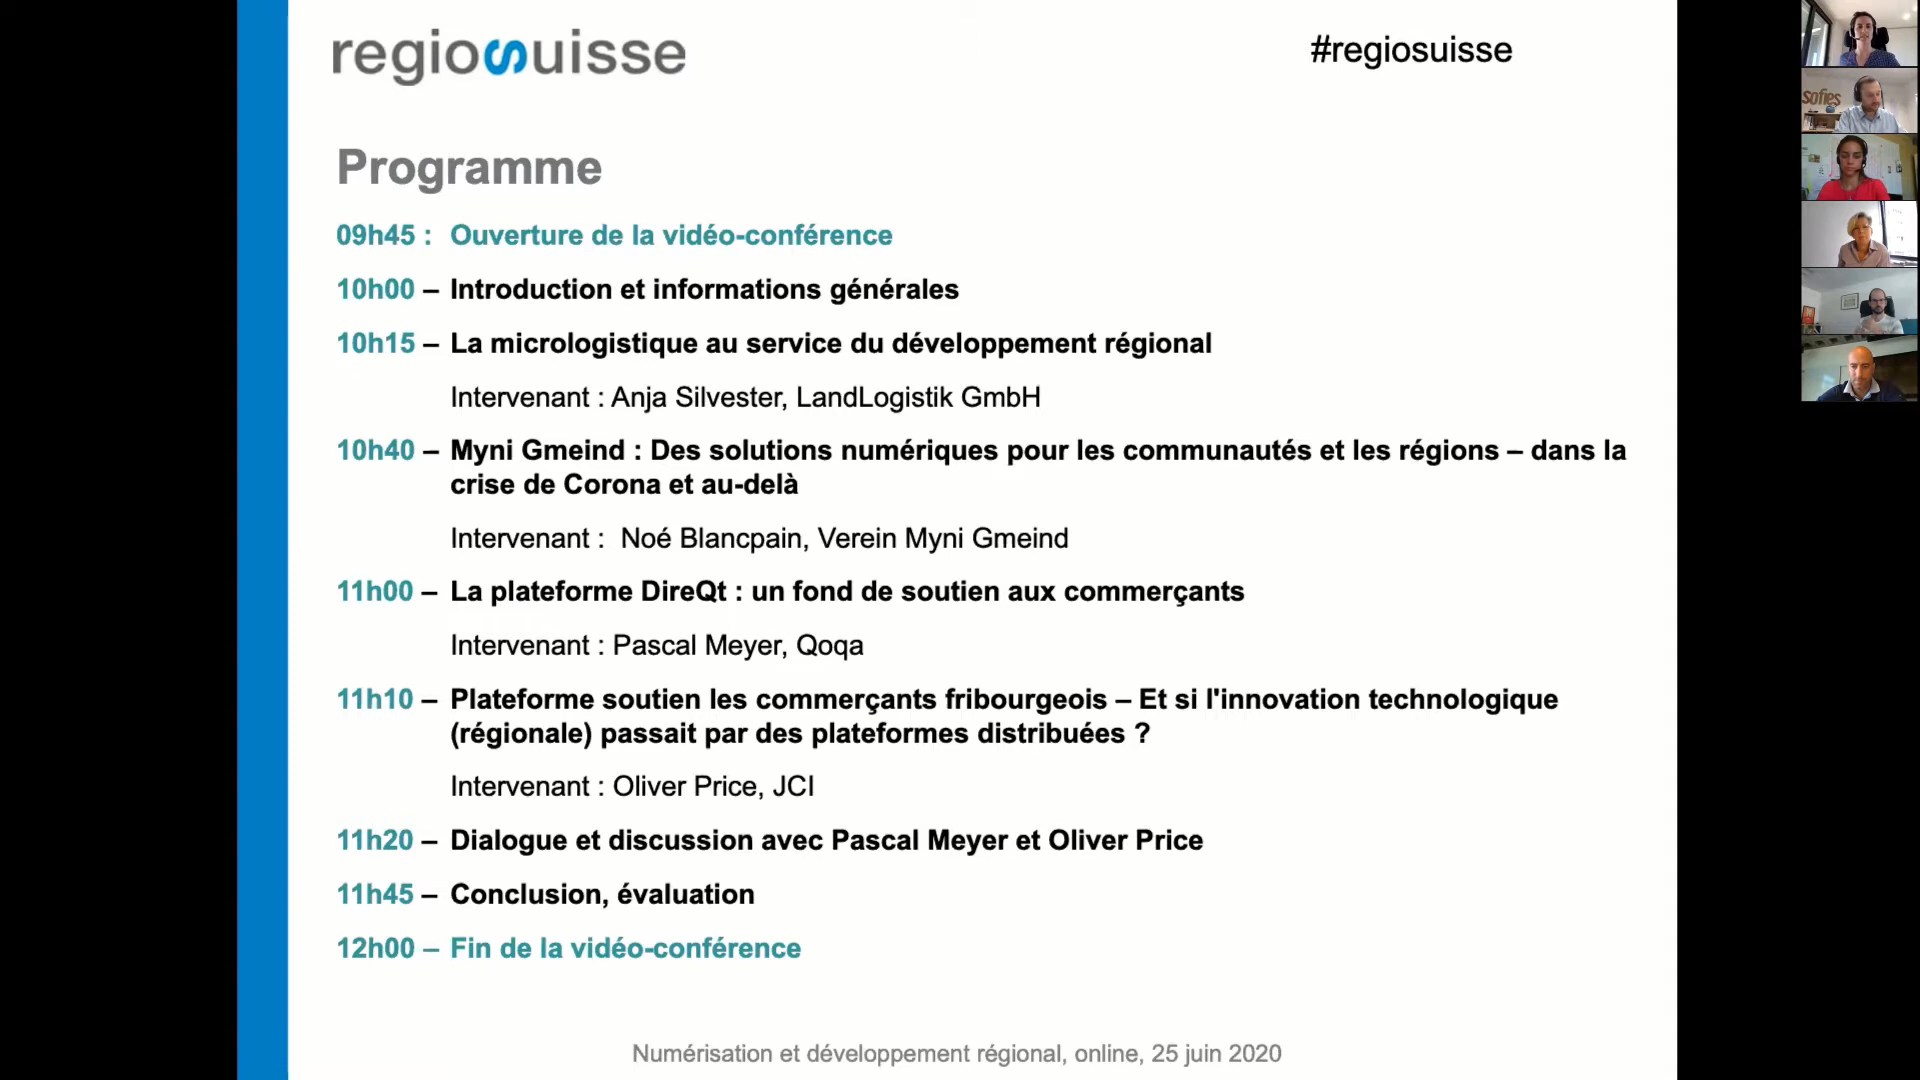 regiosuisse
#regiosuisse
Programme
09h45 : Ouverture de la vidéo-conférence
10h00 – Introduction et informations générales
10h15 – La micrologistique au service du développement régional
Intervenant : Anja Silvester, LandLogistik GmbH
10h40 – Myni Gmeind : Des solutions numériques pour les communautés et les régions – dans la
crise de Corona et au-delà
Intervenant : Noé Blancpain, Verein Myni Gmeind
11h00 – La plateforme DireQt : un fond de soutien aux commerçants
Intervenant : Pascal Meyer, Qoqa
11h10 – Plateforme soutien les commerçants fribourgeois – Et si l'innovation technologique
(régionale) passait par des plateformes distribuées ?
Intervenant : Oliver Price, JCI
11h20 – Dialogue et discussion avec Pascal Meyer et Oliver Price
11h45 – Conclusion, évaluation
12h00 – Fin de la vidéo-conférence
Numérisation et développement régional, online, 25 juin 2020
sofies